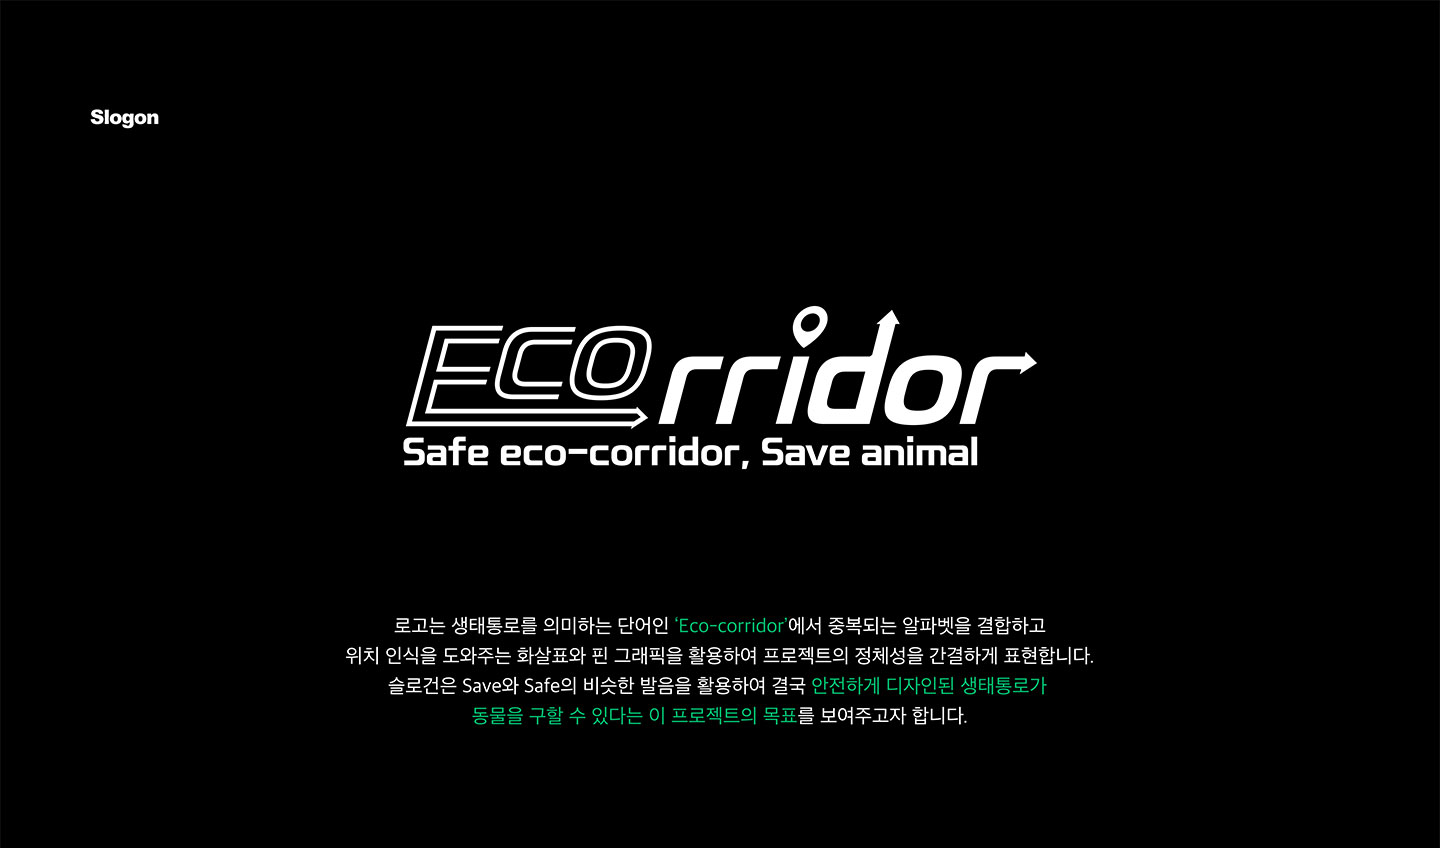 Slogon
ECOrridor
Safe eco-corridor, Save animal
로고는 생태통로를 의미하는 단어인 ‘Eco-corridor’에서 중복되는 알파벳을 결합하고
위치 인식을 도와주는 화살표와 핀 그래픽을 활용하여 프로젝트의 정체성을 간결하게 표현합니다.
슬로건은 Save와 Safe의 비슷한 발음을 활용하여 결국 안전하게 디자인된 생태통로가
동물을 구할 수 있다는 이 프로젝트의 목표를 보여주고자 합니다.